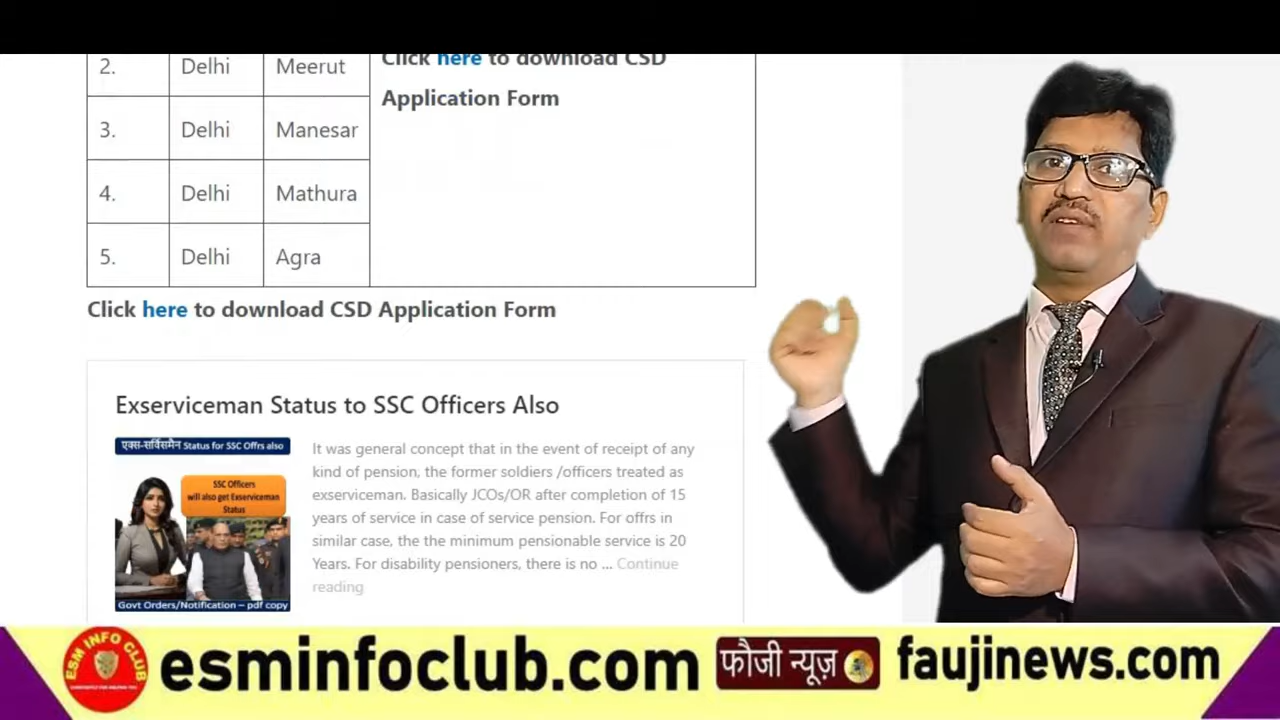 2. Delhi Meerut
Click here to download CSD
Application Form
3. Delhi Manesar
4. Delhi Mathura
5. Delhi Agra
Click here to download CSD Application Form
Exserviceman Status to SSC Officers Also
एक्स-सर्विसमैन Status for SSC Offrs also
SSC Officers
will also get Exserviceman
Status
Govt Orders/Notification – pdf copy
It was general concept that in the event of receipt of any
kind of pension, the former soldiers /officers treated as
exserviceman. Basically JCOs/OR after completion of 15
years of service in case of service pension. For offrs in
similar case, the the minimum pensionable service is 20
Years. For disability pensioners, there is no ... Continue
reading
ESM INFO CLUB
esminfoclub.com
फौजी न्यूज़
faujinews.com